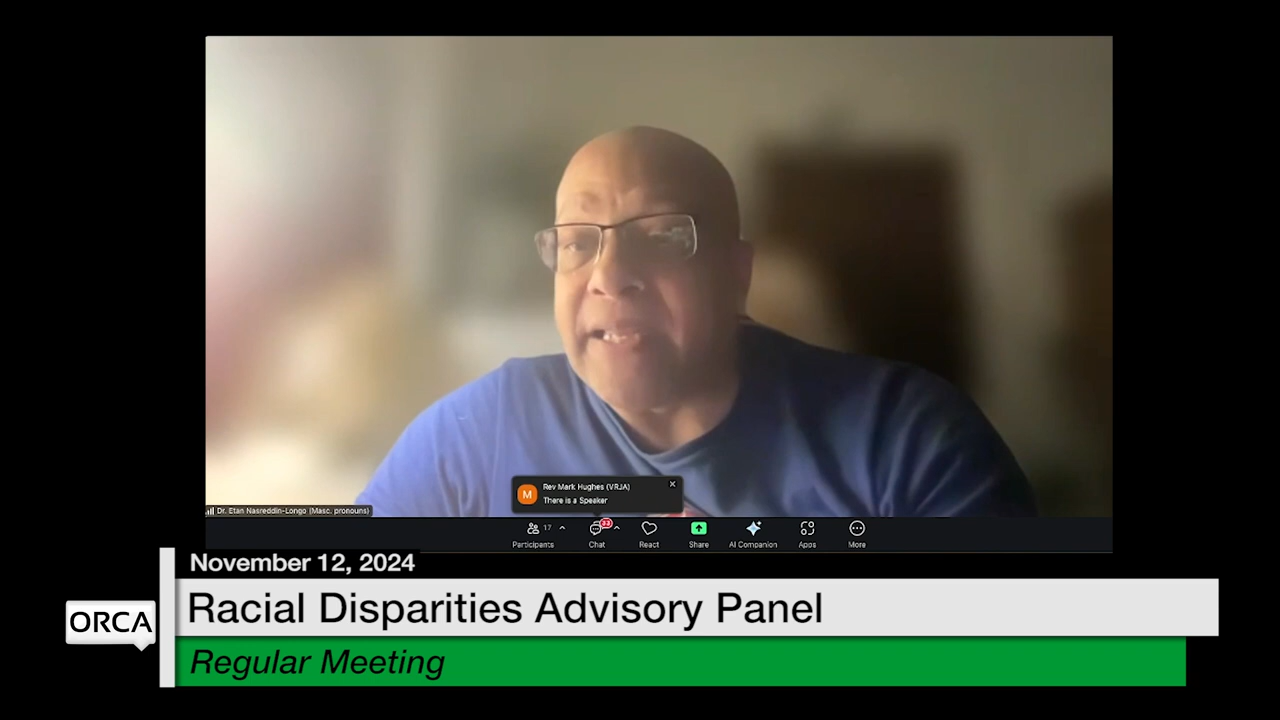 Rev Mark Hughes (VRJA)
M
There is a Speaker
Dr. Etan Nasreddin-Longo (Masc. pronouns)
17
33
Participants
Chat
React
Share
AI Companion
Apps
More
November 12, 2024
Racial Disparities Advisory Panel
ORCA
Regular Meeting